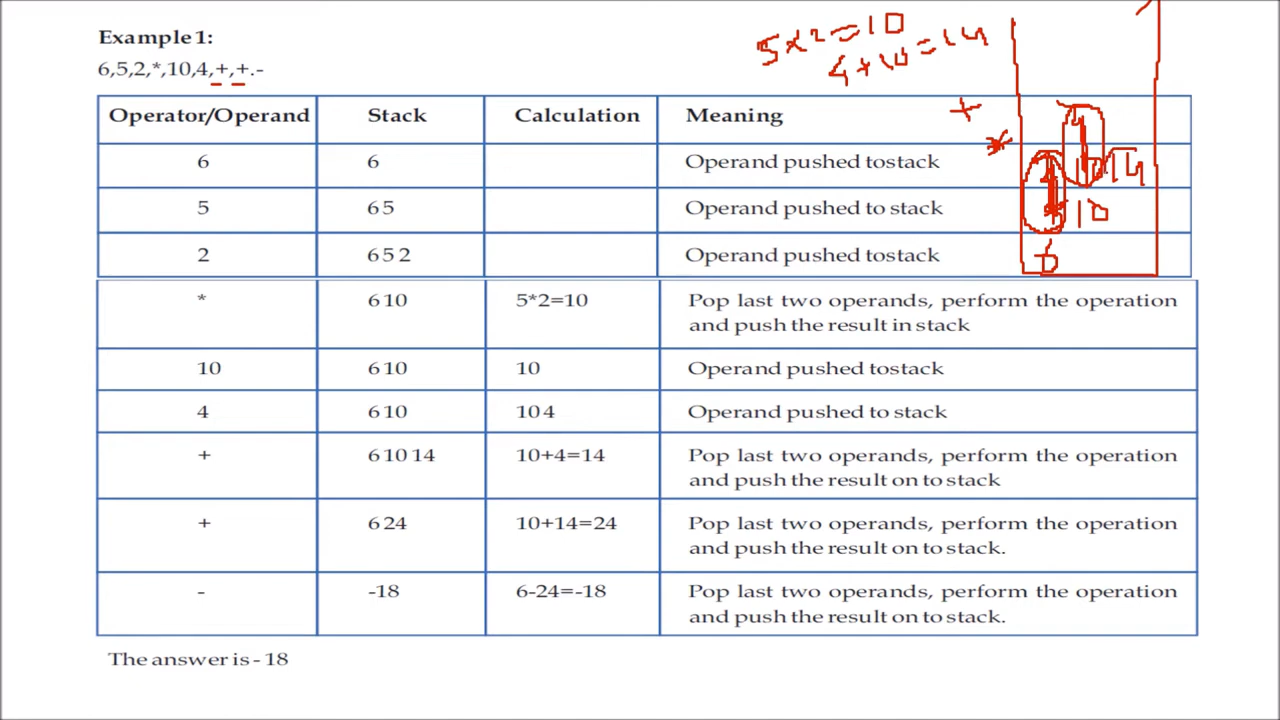 Example 1:
6,5,2,*,10,4,+,+.-
5*2=10
4+10=14
Operator/Operand Stack Calculation Meaning
6 6 Operand pushed tostack
5 6 5 Operand pushed to stack
2 6 5 2 Operand pushed tostack
* 6 10 5*2=10 Pop last two operands, perform the operation
and push the result in stack
10 6 10 10 Operand pushed tostack
4 6 10 10 4 Operand pushed to stack
+ 6 10 14 10+4=14 Pop last two operands, perform the operation
and push the result on to stack
+ 6 24 10+14=24 Pop last two operands, perform the operation
and push the result on to stack.
- -18 6-24=-18 Pop last two operands, perform the operation
and push the result on to stack.
The answer is - 18
+
*
14
10
6